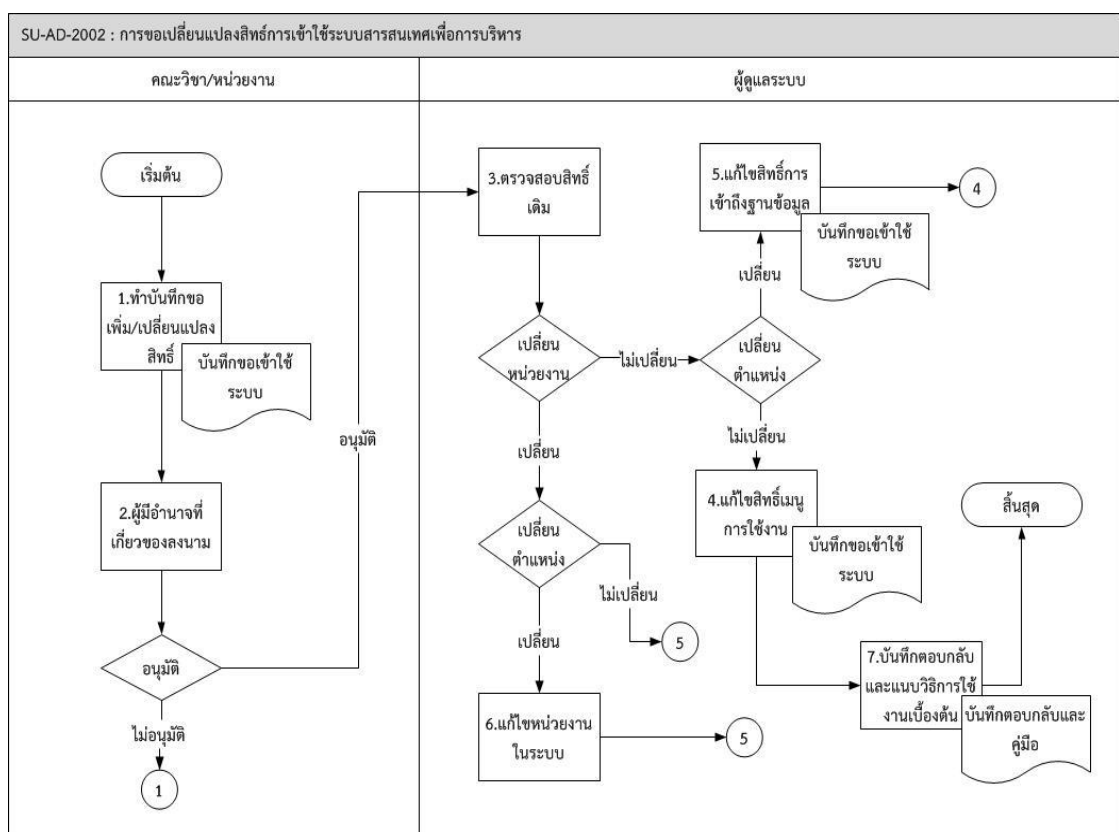 SU-AD-2002 : การขอเปลี่ยนแปลงสิทธ์การเข้าใช้ระบบสารสนเทศเพื่อการบริหาร
คณะวิชา/หน่วยงาน
ผู้ดูแลระบบ
เริ่มต้น
1.ทำบันทึกขอ
เพิ่ม/เปลี่ยนแปลง
สิทธิ์
บันทึกขอเข้าใช้
ระบบ
2.ผู้มีอำนาจที่
เกี่ยวของลงนาม
อนุมัติ
อนุมัติ
ไม่อนุมัติ
1
3.ตรวจสอบสิทธิ์
เดิม
เปลี่ยน
หน่วยงาน
ไม่เปลี่ยน
เปลี่ยน
ตำแหน่ง
เปลี่ยน
5.แก้ไขสิทธิ์การ
เข้าถึงฐานข้อมูล
บันทึกขอเข้าใช้
ระบบ
4
ไม่เปลี่ยน
4.แก้ไขสิทธิ์เมนู
การใช้งาน
บันทึกขอเข้าใช้
ระบบ
เปลี่ยน
เปลี่ยน
ตำแหน่ง
ไม่เปลี่ยน
5
เปลี่ยน
6.แก้ไขหน่วยงาน
ในระบบ
5
7.บันทึกตอบกลับ
และแนบวิธีการใช้
งานเบื้องต้น
บันทึกตอบกลับและ
คู่มือ
สิ้นสุด